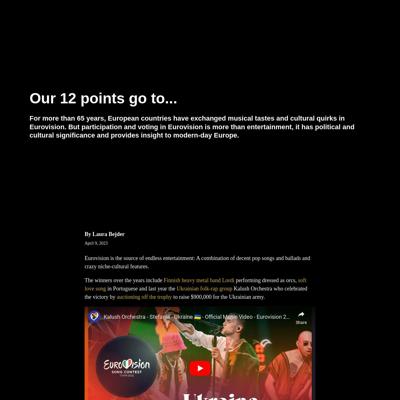 Our 12 points go to...
For more than 65 years, European countries have exchanged musical tastes and cultural quirks in
Eurovision. But participation and voting in Eurovision is more than entertainment, it has political and
cultural significance and provides insight to modern-day Europe.
By Laura Bejder
April 9, 2023
Eurovision is the source of endless entertainment: A combination of decent pop songs and ballads and
crazy niche-cultural features.
The winners over the years include Finnish heavy metal band Lordi performing dressed as orcs, soft
love song in Portuguese and last year the Ukrainian folk-rap group Kalush Orchestra who celebrated
the victory by auctioning off the trophy to raise $900,000 for the Ukrainian army.
Kalush Orchestra - Stefania - Ukraine 🇺🇦 - Official Music Video - Eurovision 2...
Share
EUROVISION
SONG CONTEST
Ukraine